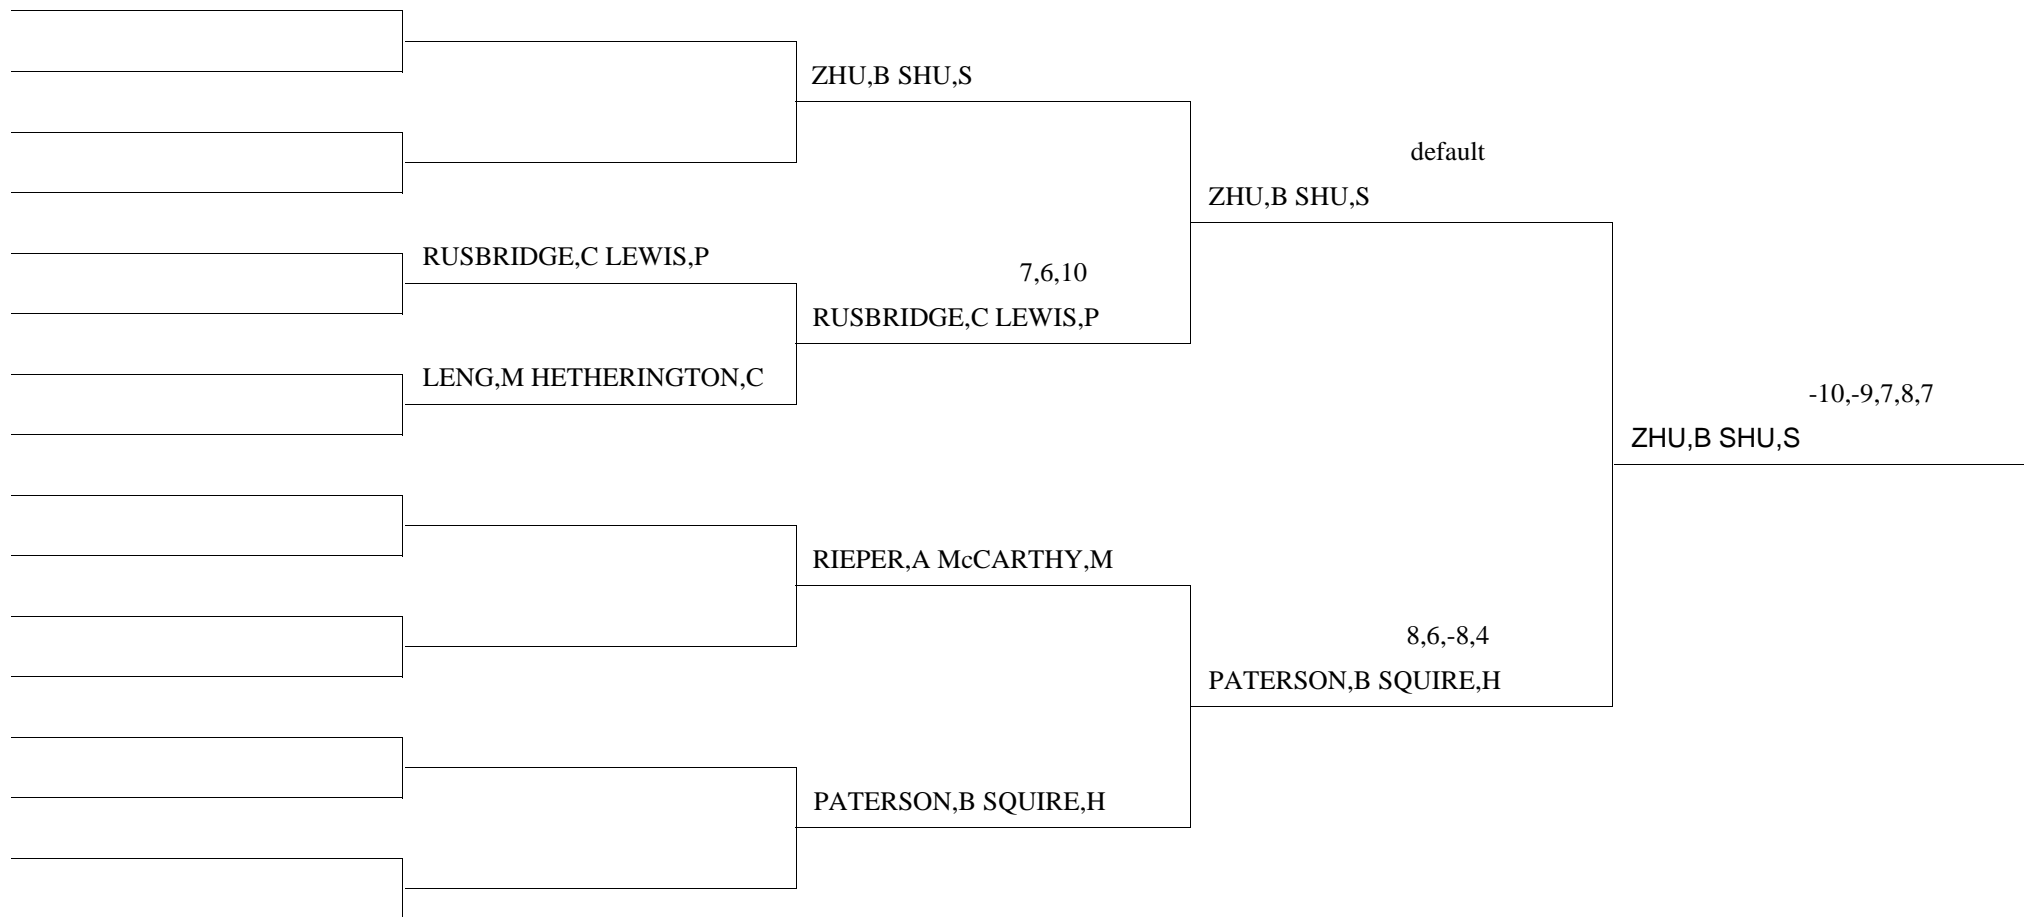 ZHU,B SHU,S
default
ZHU,B SHU,S
RUSBRIDGE,C LEWIS,P
7,6,10
RUSBRIDGE,C LEWIS,P
LENG,M HETHERINGTON,C
-10,-9,7,8,7
ZHU,B SHU,S
RIEPER,A McCARTHY,M
8,6,-8,4
PATERSON,B SQUIRE,H
PATERSON,B SQUIRE,H